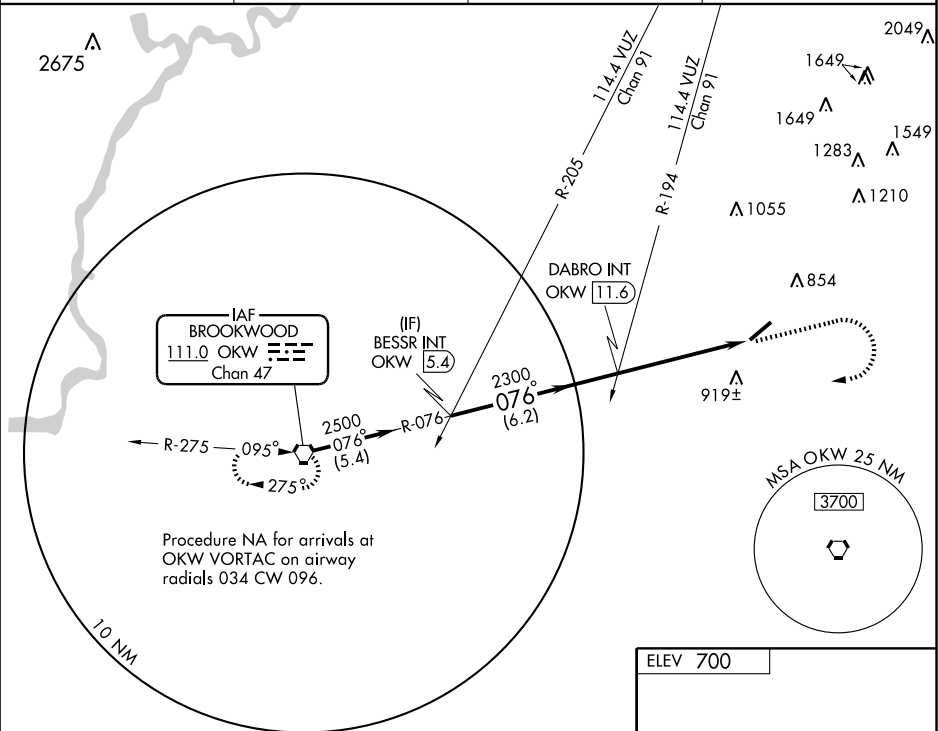 2675
2049
1649
1649
1549
1283
1210
1055
854
919±
114.4 VUZ
Chan 91
R-205
114.4 VUZ
Chan 91
R-194
DABRO INT
OKW 11.6
IAF
BROOKWOOD
111.0 OKW
Chan 47
(IF)
BESSR INT
OKW 5.4
2300
076°
(6.2)
2500
076°
(5.4)
R-076
R-275
095°
275°
MSA OKW 25 NM
3700
Procedure NA for arrivals at
OKW VORTAC on airway
radials 034 CW 096.
10 NM
ELEV 700